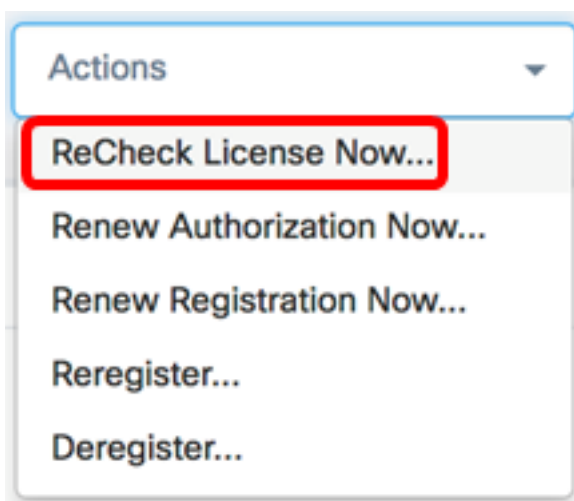 Actions
ReCheck License Now...
Renew Authorization Now...
Renew Registration Now...
Reregister...
Deregister...